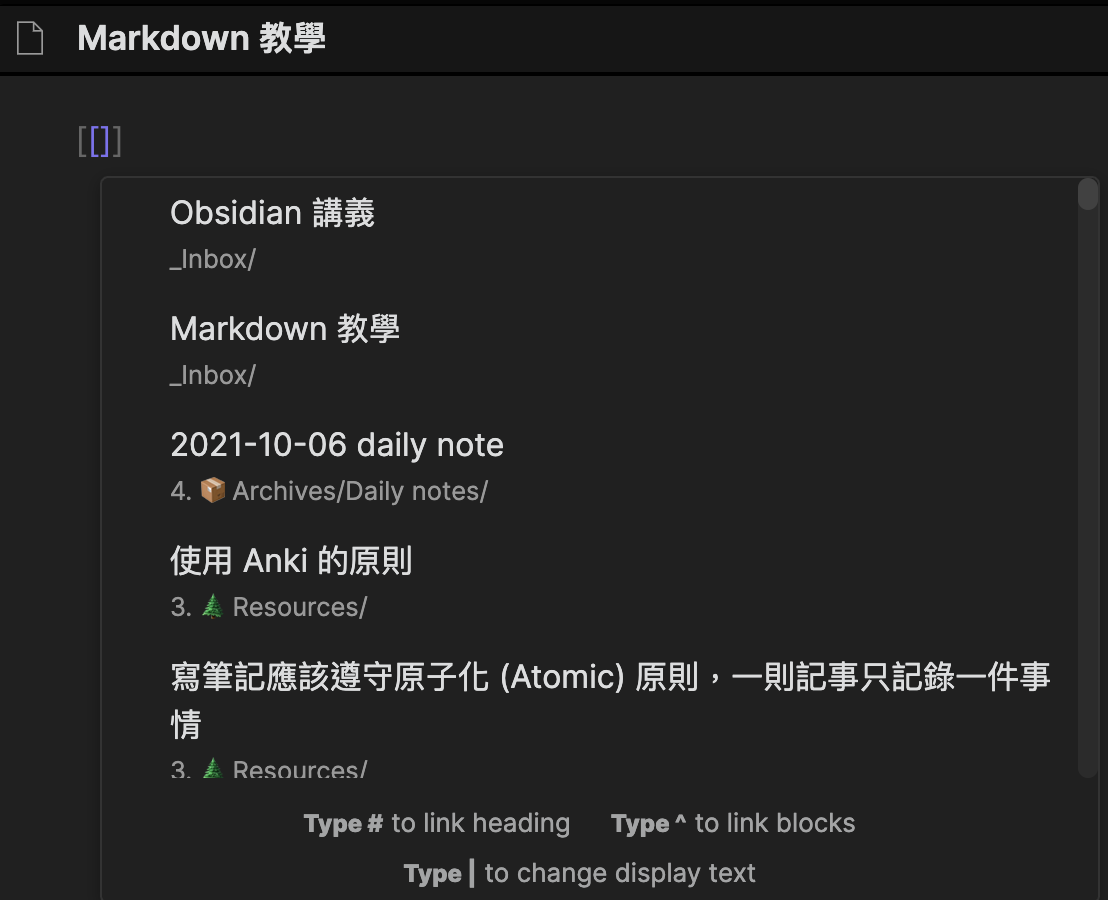 Markdown 教學
[[]]
Obsidian 講義
_Inbox/
Markdown 教學
_Inbox/
2021-10-06 daily note
4. 📦 Archives/Daily notes/
使用 Anki 的原則
3. 🌲 Resources/
寫筆記應該遵守原子化 (Atomic) 原則，一則記事只記錄一件事
情
3. 🌲 Resources/
Type # to link heading Type ^ to link blocks
Type | to change display text